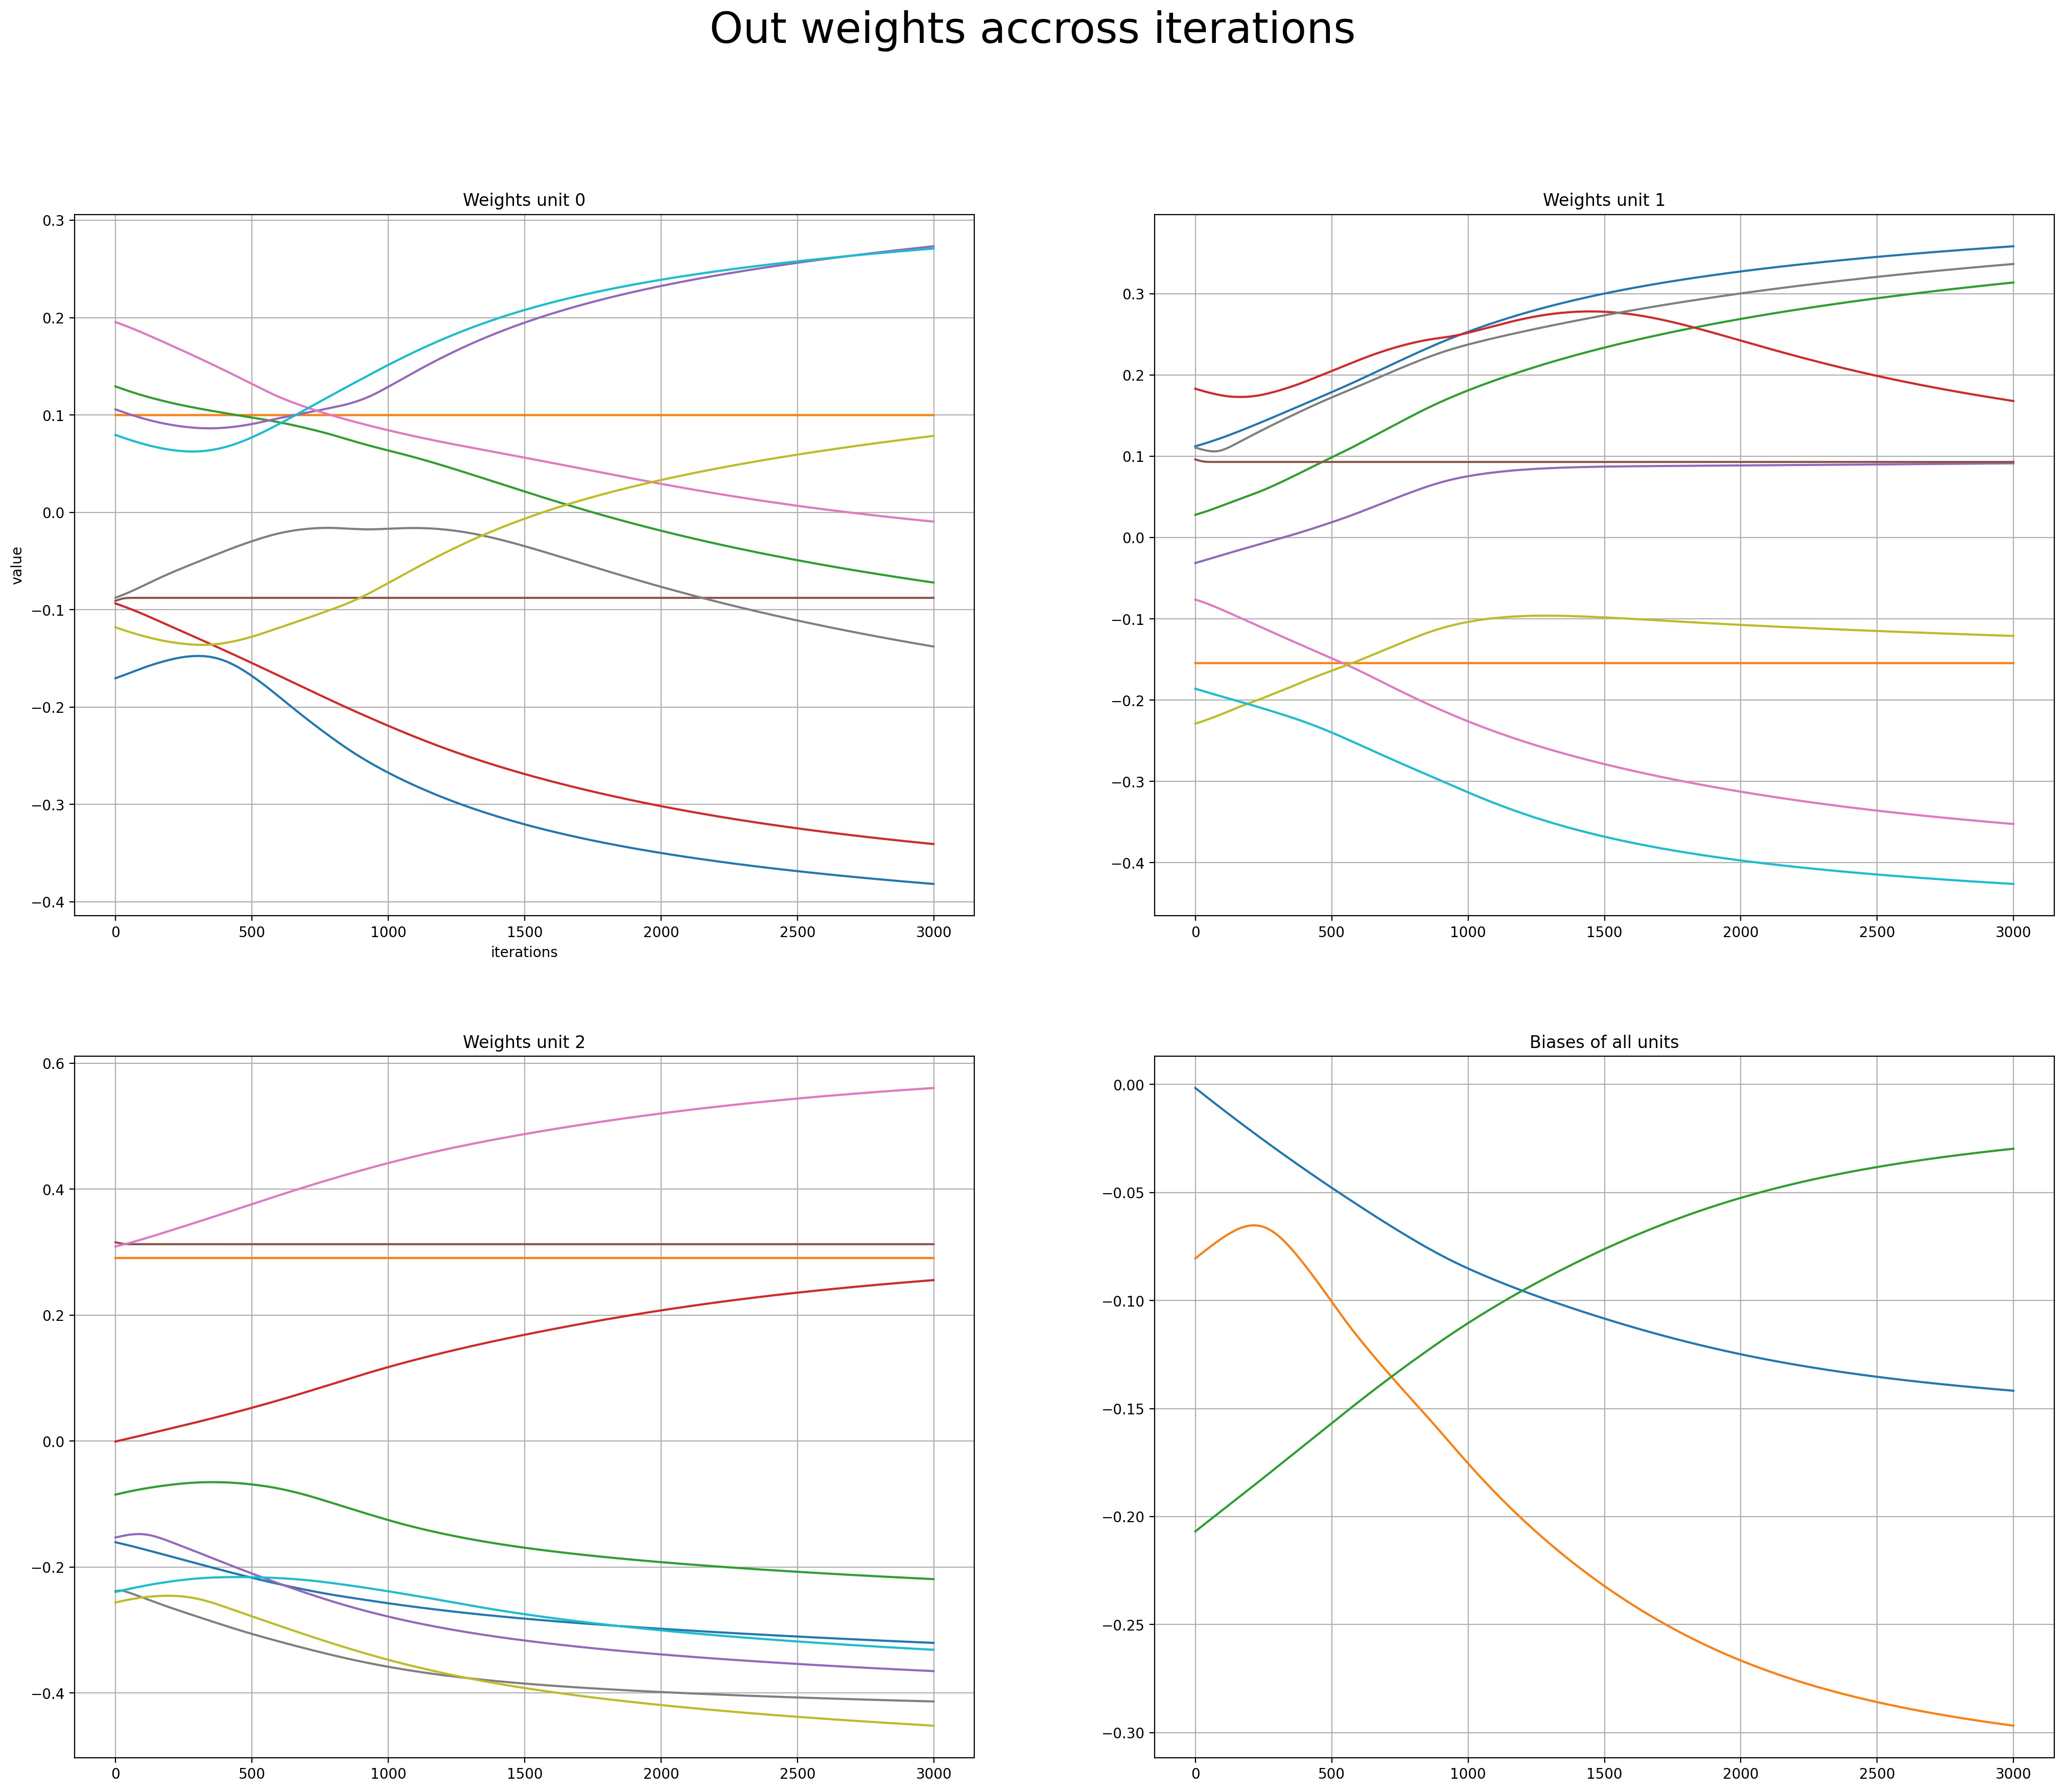 Out weights accross iterations
Weights unit 0
Weights unit 1
0.3
0.2
0.1
0.0
−0.1
−0.2
−0.3
−0.4
value
0 500 1000 1500 2000 2500 3000
iterations
0.3
0.2
0.1
0.0
−0.1
−0.2
−0.3
−0.4
0 500 1000 1500 2000 2500 3000
Weights unit 2
Biases of all units
0.6
0.4
0.2
0.0
−0.2
−0.4
0 500 1000 1500 2000 2500 3000
0.00
−0.05
−0.10
−0.15
−0.20
−0.25
−0.30
0 500 1000 1500 2000 2500 3000